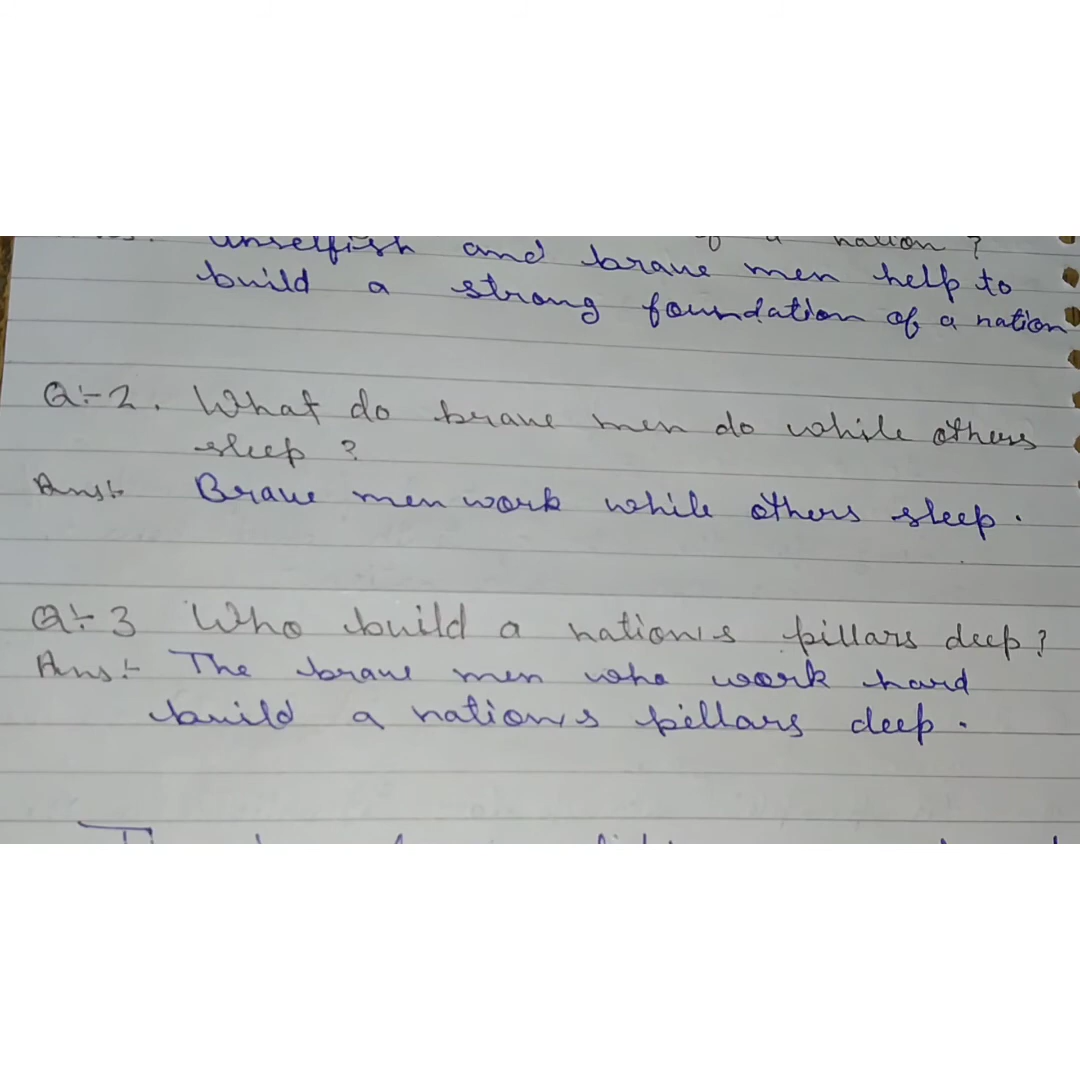 nation ?
unselfish and brave men help to
build a strong foundation of a nation
Q:-2. What do brave men do while others
sleep ?
Ans:- Brave men work while others sleep.
Q:-3 Who build a nation's pillars deep?
Ans:- The brave men who work hard
build a nation's pillars deep.